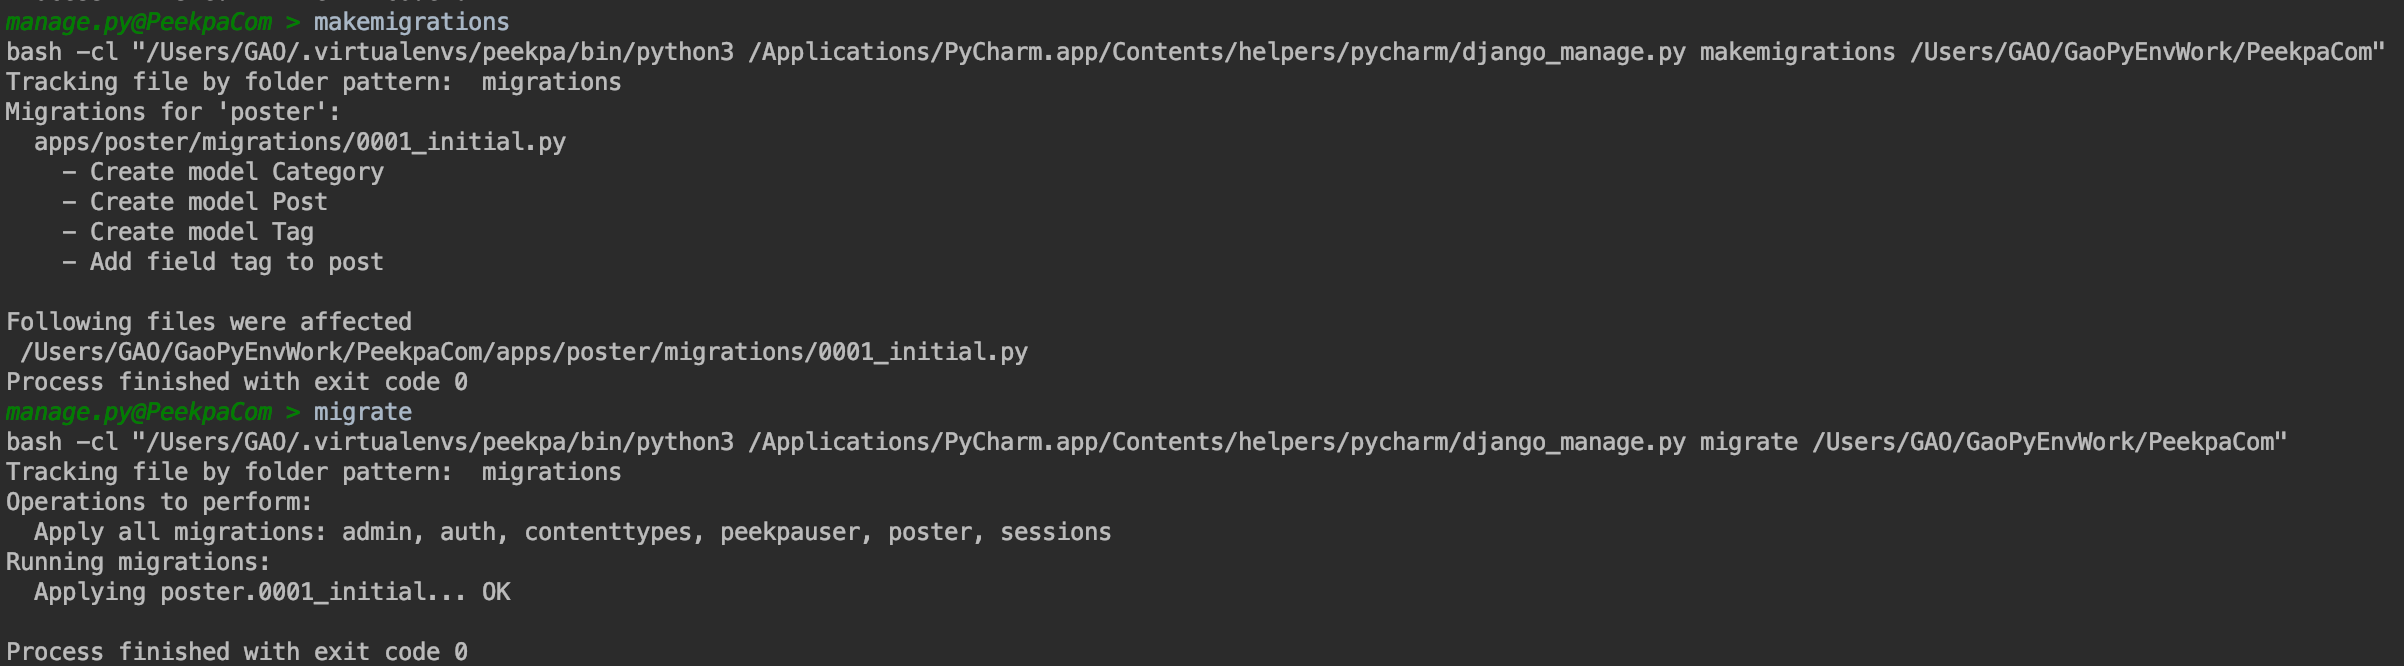 manage.py@PeekpaCom > makemigrations
bash -cl "/Users/GAO/.virtualenvs/peekpa/bin/python3 /Applications/PyCharm.app/Contents/helpers/pycharm/django_manage.py makemigrations /Users/GAO/GaoPyEnvWork/PeekpaCom"
Tracking file by folder pattern:  migrations
Migrations for 'poster':
  apps/poster/migrations/0001_initial.py
    - Create model Category
    - Create model Post
    - Create model Tag
    - Add field tag to post

Following files were affected
 /Users/GAO/GaoPyEnvWork/PeekpaCom/apps/poster/migrations/0001_initial.py
Process finished with exit code 0
manage.py@PeekpaCom > migrate
bash -cl "/Users/GAO/.virtualenvs/peekpa/bin/python3 /Applications/PyCharm.app/Contents/helpers/pycharm/django_manage.py migrate /Users/GAO/GaoPyEnvWork/PeekpaCom"
Tracking file by folder pattern:  migrations
Operations to perform:
  Apply all migrations: admin, auth, contenttypes, peekpauser, poster, sessions
Running migrations:
  Applying poster.0001_initial... OK

Process finished with exit code 0